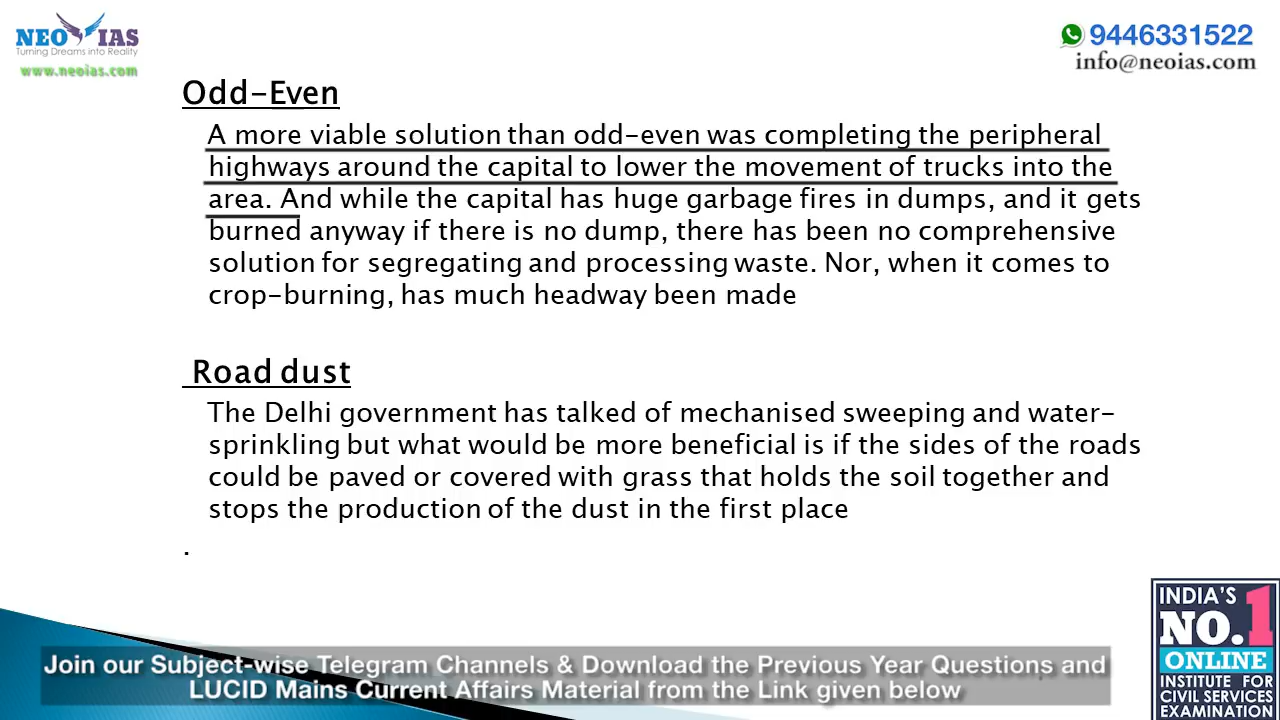 NEO IAS
Turning Dreams into Reality
www.neoias.com
9446331522
info@neoias.com
Odd-Even
A more viable solution than odd-even was completing the peripheral
highways around the capital to lower the movement of trucks into the
area. And while the capital has huge garbage fires in dumps, and it gets
burned anyway if there is no dump, there has been no comprehensive
solution for segregating and processing waste. Nor, when it comes to
crop-burning, has much headway been made
Road dust
The Delhi government has talked of mechanised sweeping and water-
sprinkling but what would be more beneficial is if the sides of the roads
could be paved or covered with grass that holds the soil together and
stops the production of the dust in the first place
.
INDIA'S
NO.1
ONLINE
INSTITUTE FOR
CIVIL SERVICES
EXAMINATION
Join our Subject-wise Telegram Channels & Download the Previous Year Questions and
LUCID Mains Current Affairs Material from the Link given below